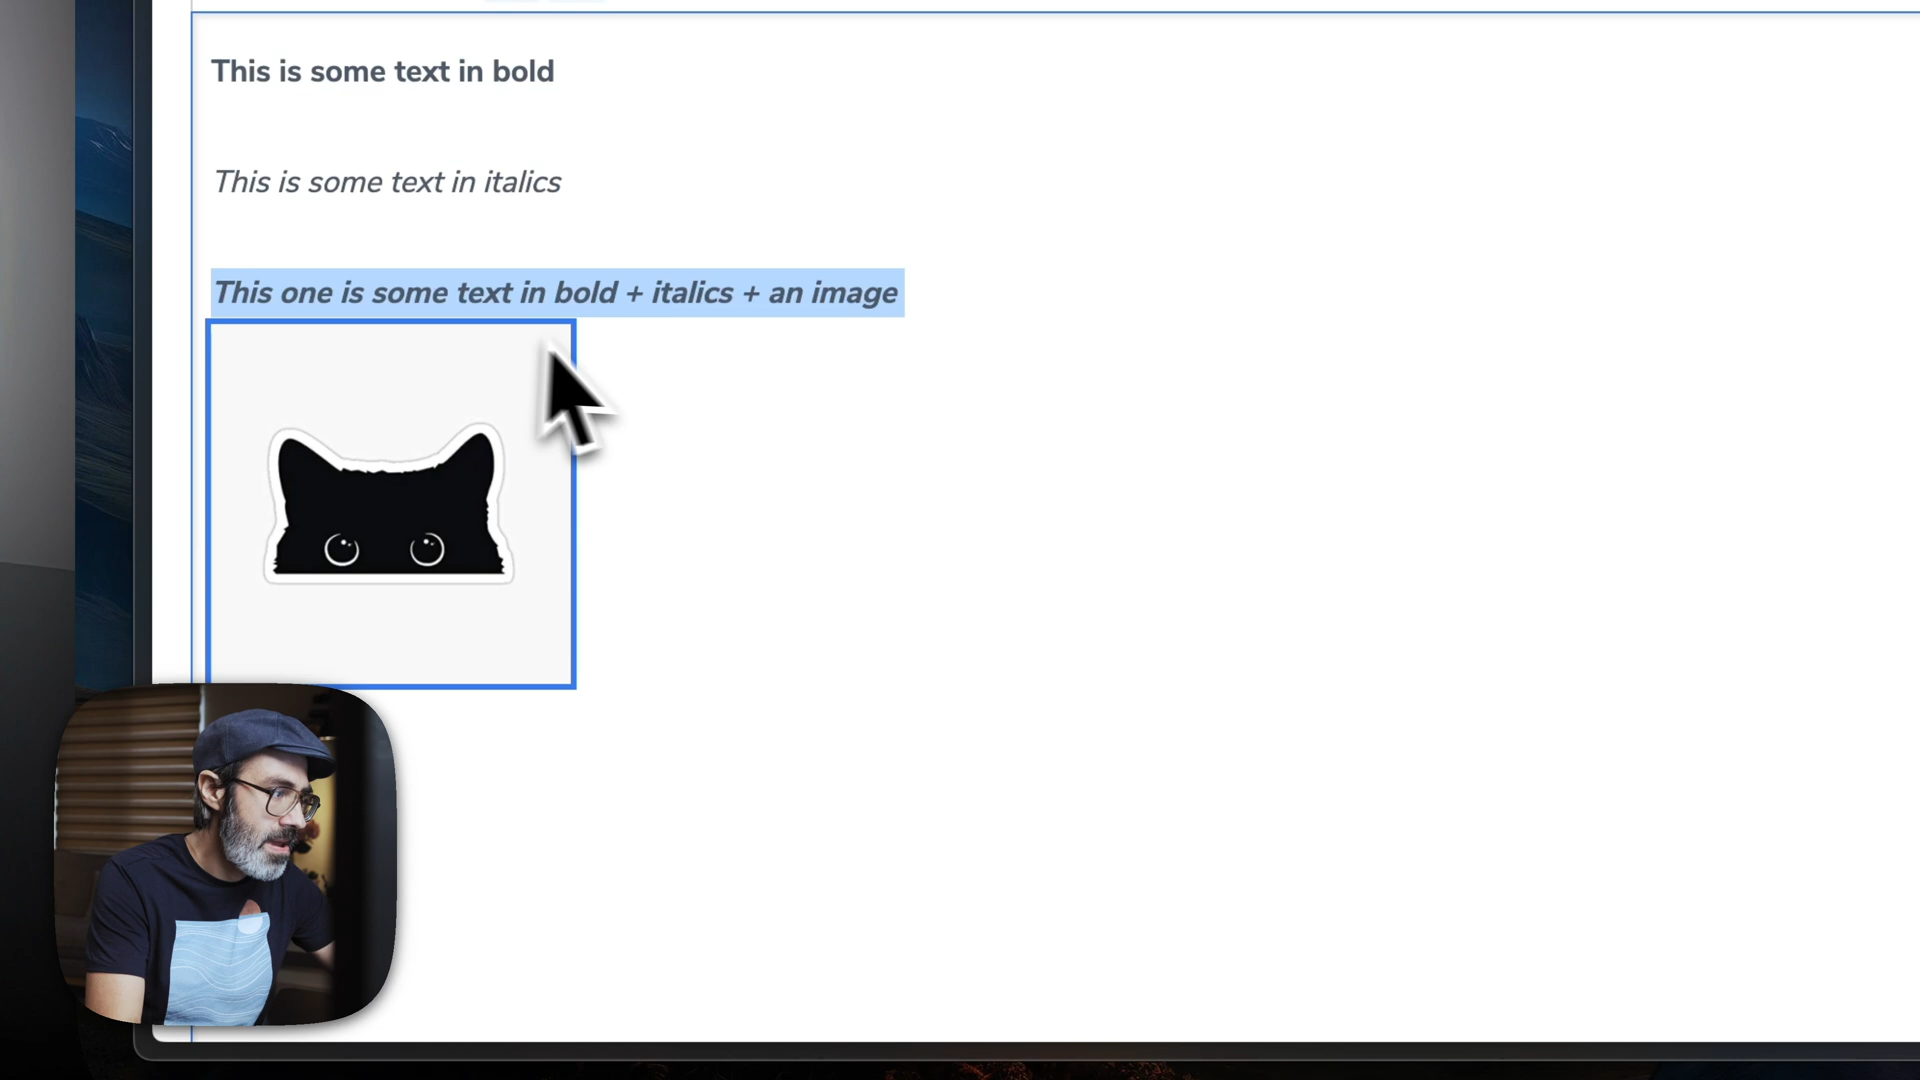 This is some text in bold
This is some text in italics
This one is some text in bold + italics + an image